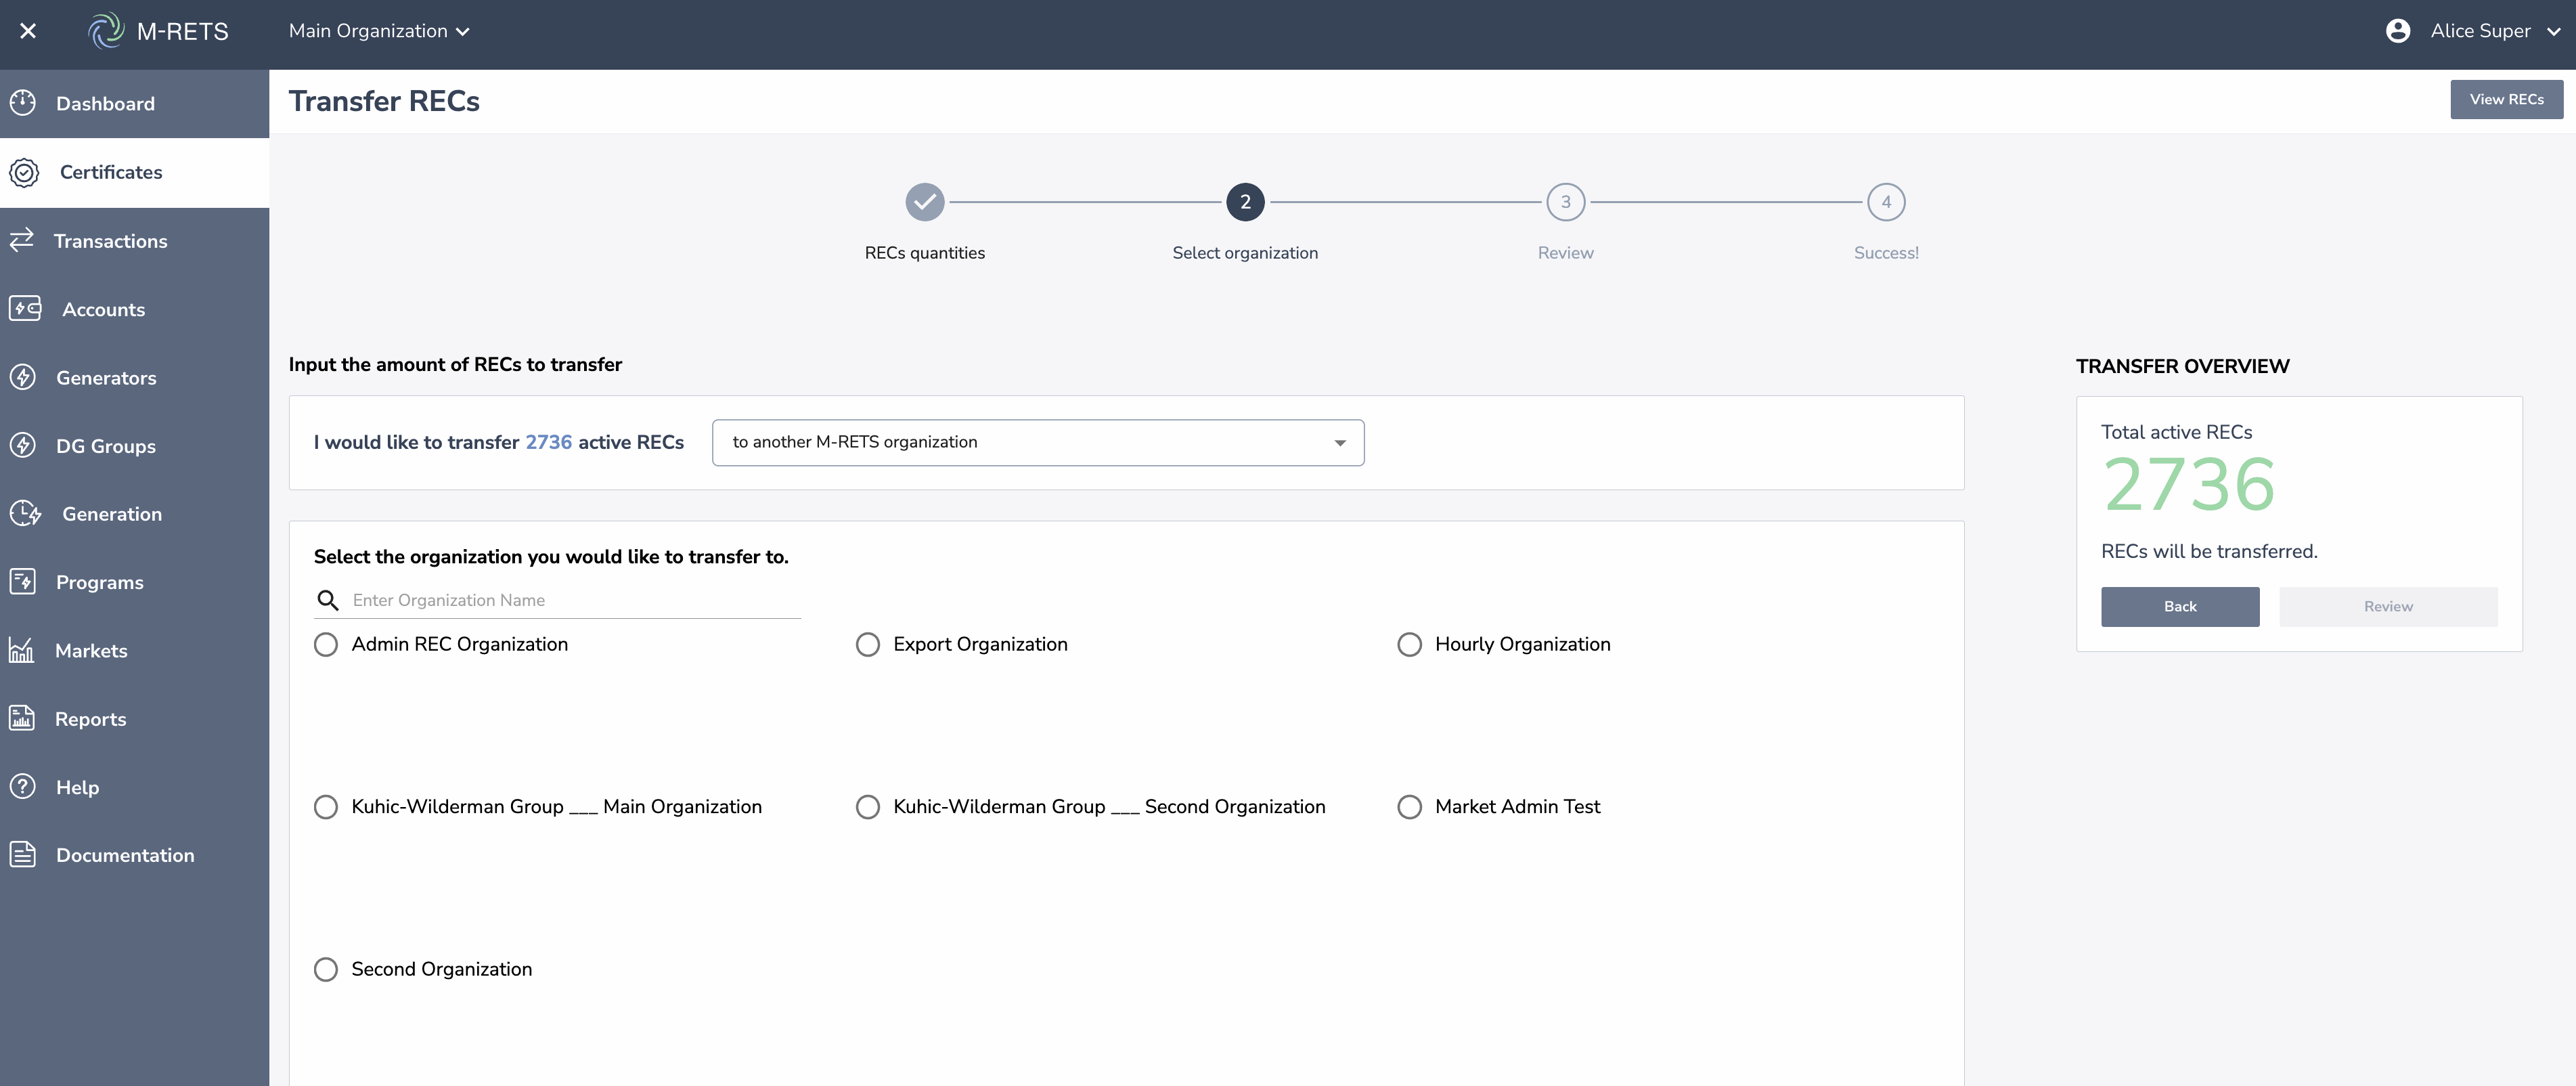 M-RETS
Main Organization
Alice Super
Dashboard
Certificates
Transactions
Accounts
Generators
DG Groups
Generation
Programs
Markets
Reports
Help
Documentation
Transfer RECs
View RECs
2
3
4
RECs quantities
Select organization
Review
Success!
Input the amount of RECs to transfer
I would like to transfer 2736 active RECs
to another M-RETS organization
Select the organization you would like to transfer to.
Enter Organization Name
Admin REC Organization
Export Organization
Hourly Organization
Kuhic-Wilderman Group ___ Main Organization
Kuhic-Wilderman Group ___ Second Organization
Market Admin Test
Second Organization
TRANSFER OVERVIEW
Total active RECs
2736
RECs will be transferred.
Back
Review